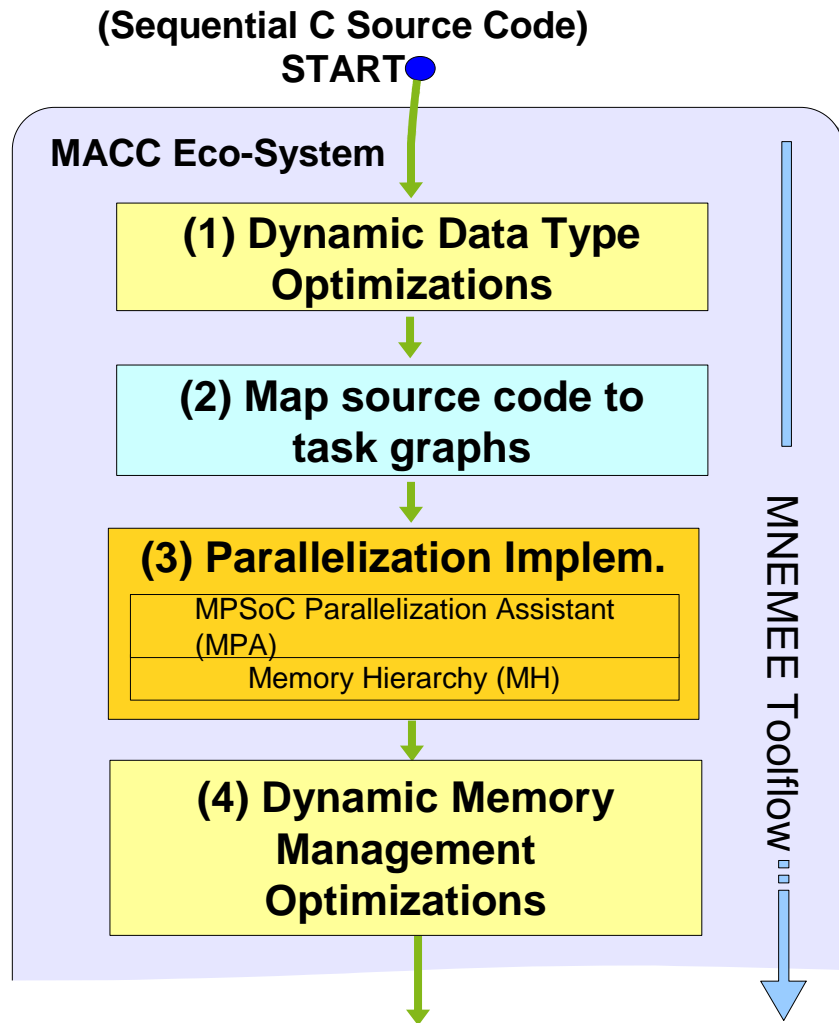 (Sequential C Source Code)
START
MACC Eco-System
(1) Dynamic Data Type
Optimizations
(2) Map source code to
task graphs
(3) Parallelization Implem.
MPSoC Parallelization Assistant
(MPA)
Memory Hierarchy (MH)
(4) Dynamic Memory
Management
Optimizations
MNEMEE Toolflow